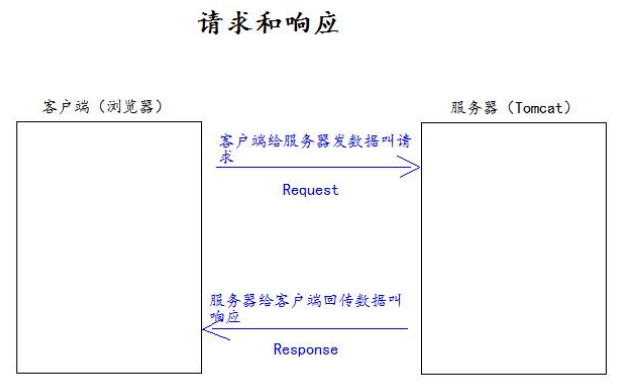 请求和响应
客户端（浏览器）
服务器（Tomcat）
客户端给服务器发数据叫请
求
Request
服务器给客户端回传数据叫
响应
Response